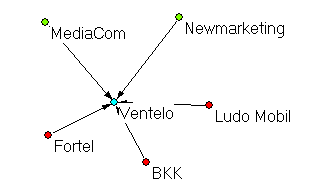 Newmarketing
MediaCom
Ventelo
Ludo Mobil
Fortel
BKK